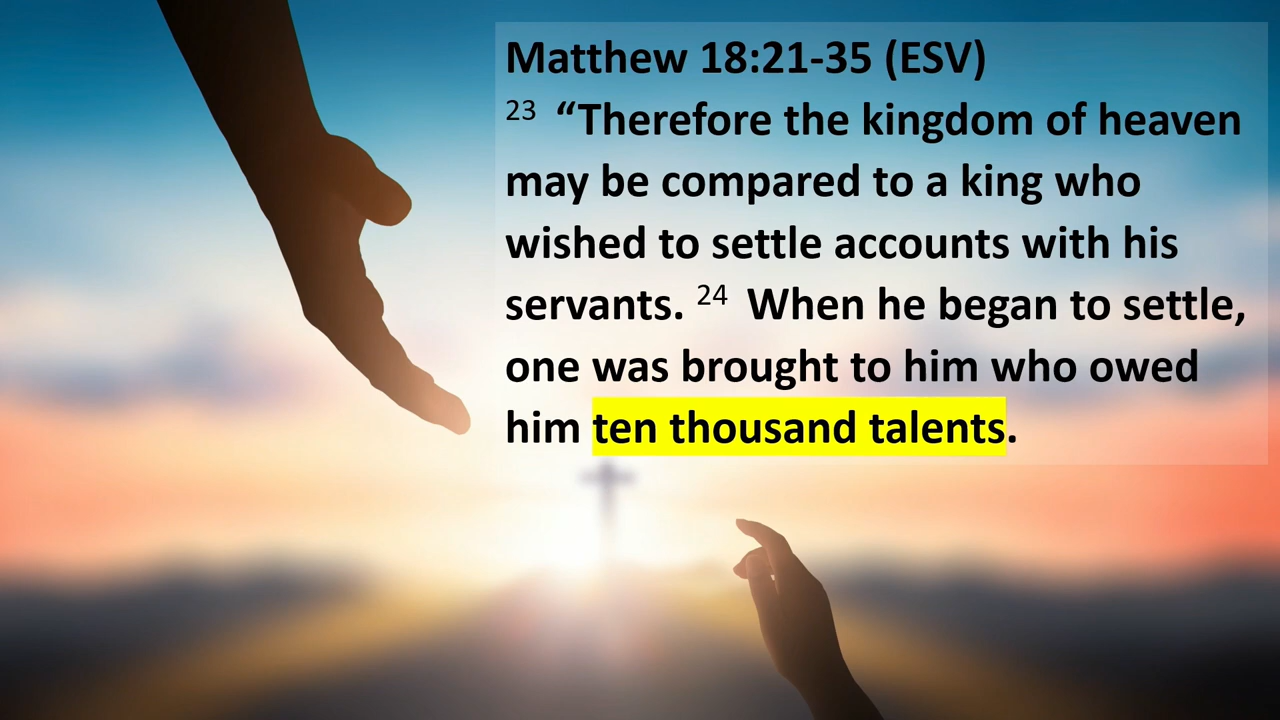 Matthew 18:21-35 (ESV)
23 “Therefore the kingdom of heaven
may be compared to a king who
wished to settle accounts with his
servants. 24 When he began to settle,
one was brought to him who owed
him ten thousand talents.